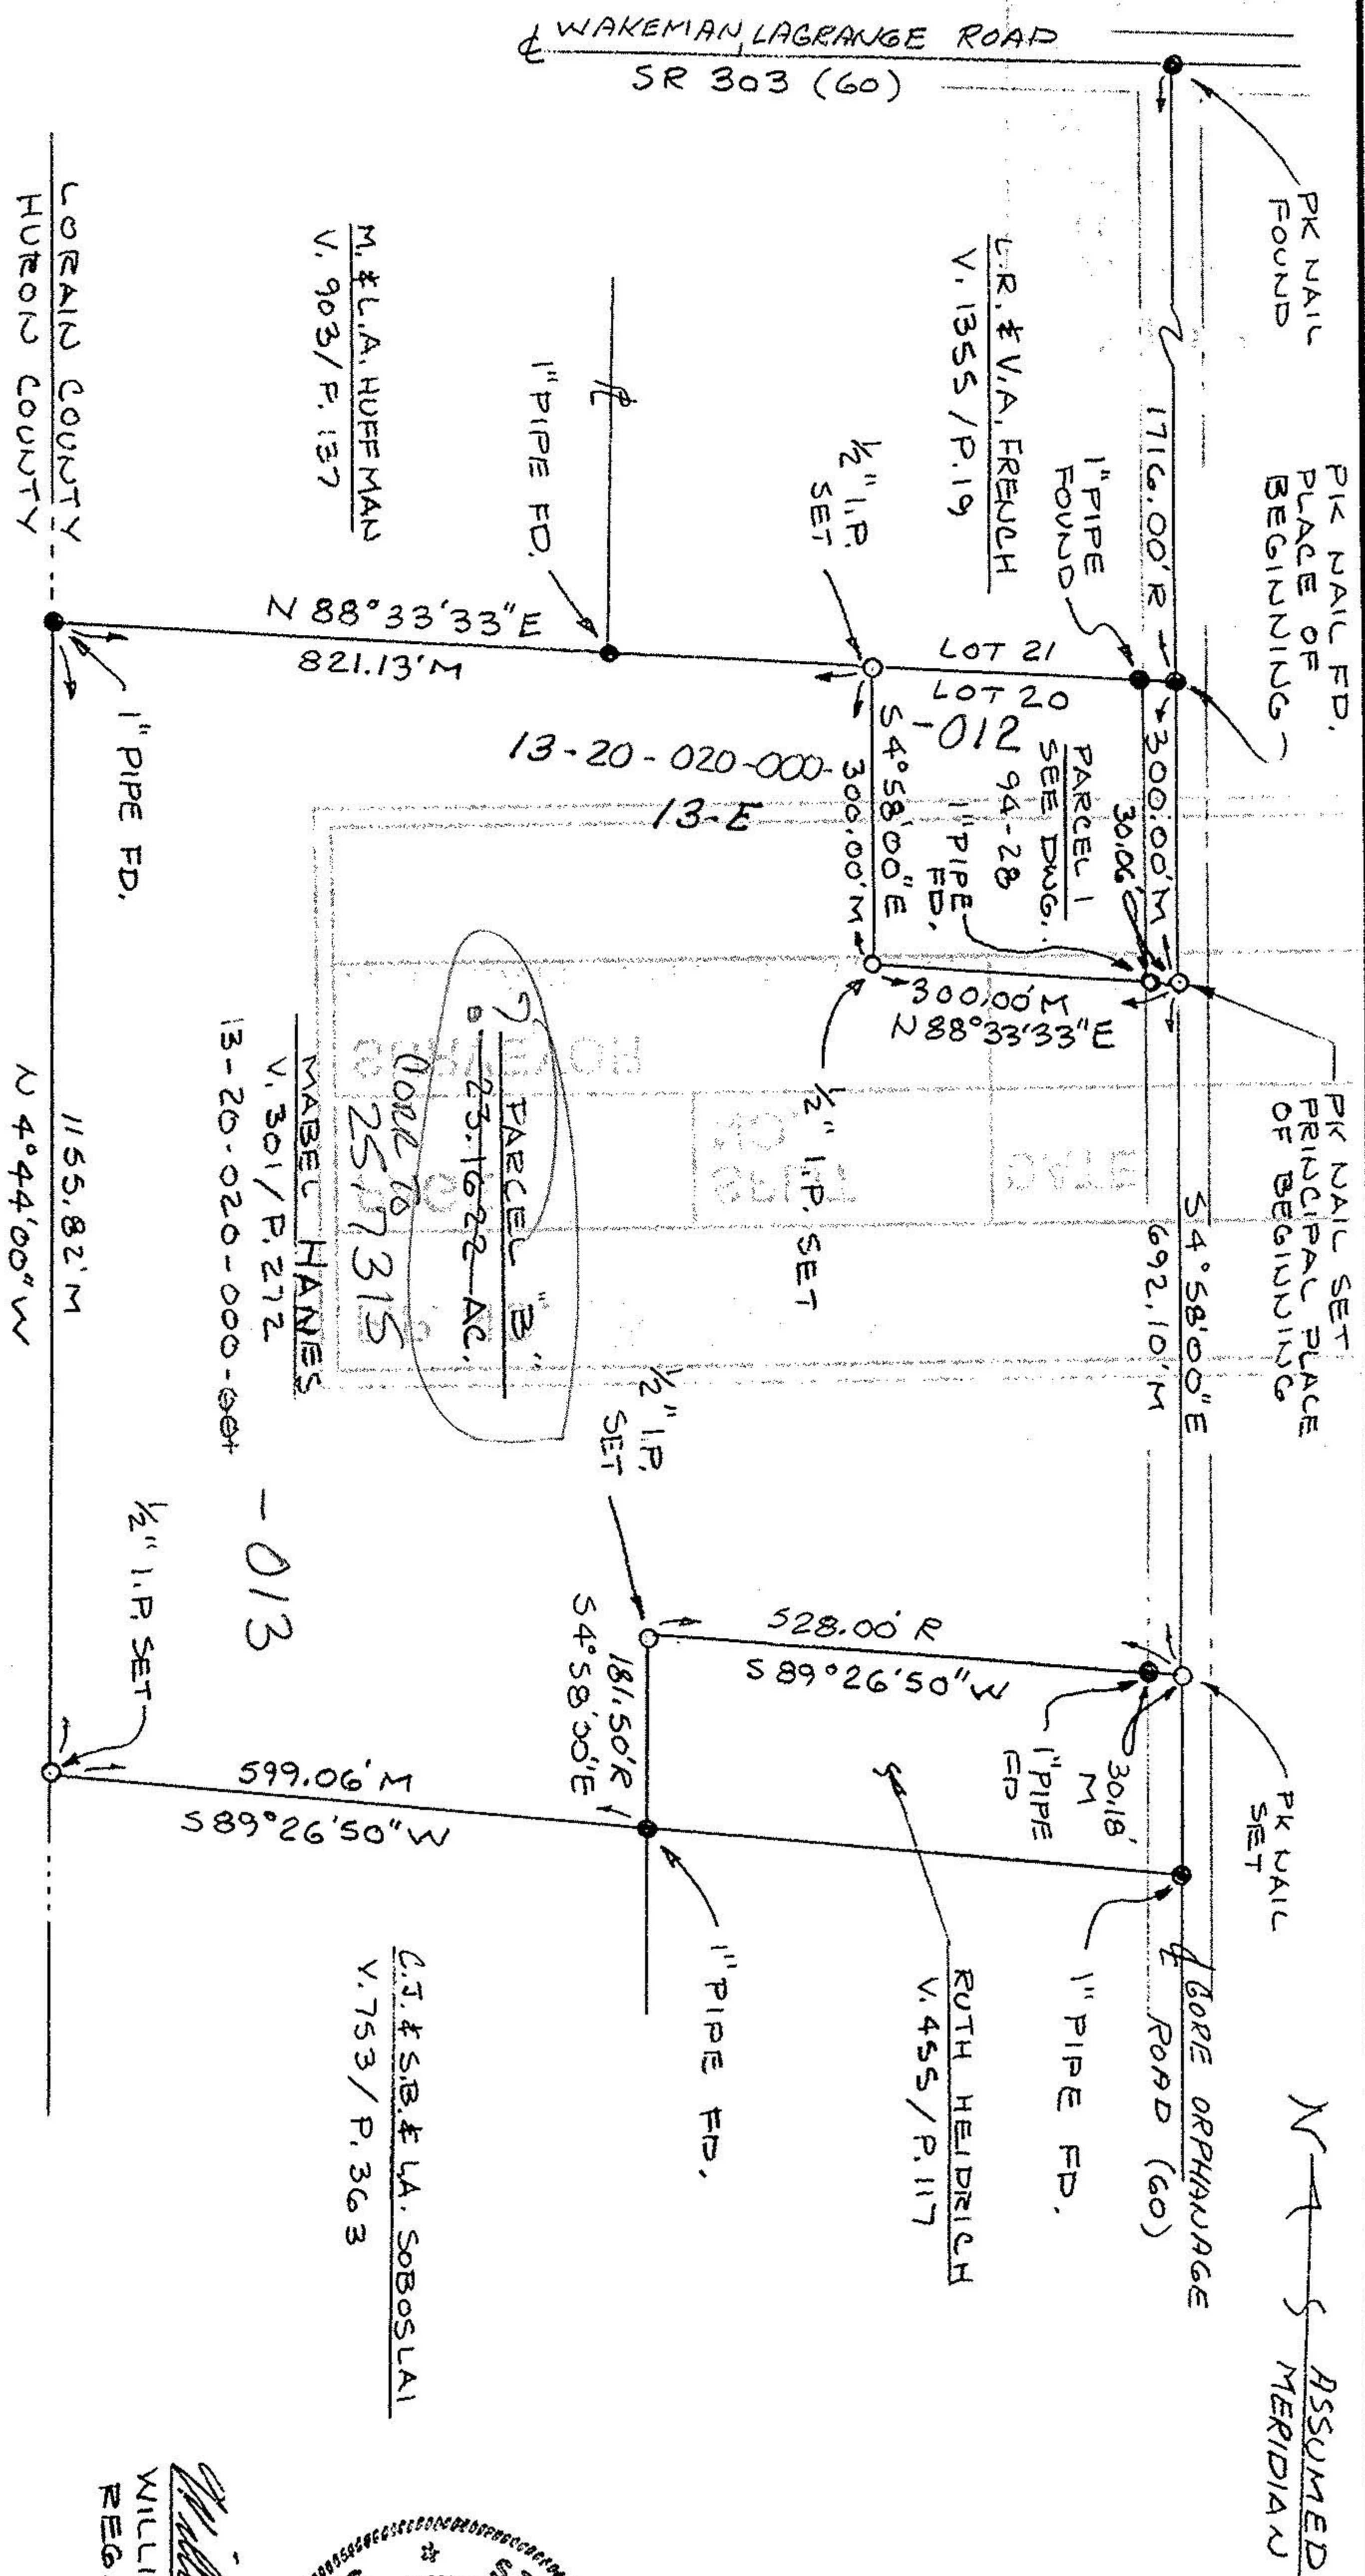 WAKEMAN, LAGRANGE ROAD
SR 303 (60)
PK NAIL
FOUND
1716.00'R
PK NAIL FD.
PLACE OF
BEGINNING
L.R. & V.A. FRENCH
V. 1355 / P. 19
1" PIPE
FOUND
½" I.P.
SET
LOT 21
LOT 20
300.00'M
PARCEL 1
SEE DWG.
94-28
30.06'
1" PIPE
FD.
-012
S 4°58'00"E
300.00'M
13-20-020-000-
13-E
300.00'M
N 88°33'33"E
PK NAIL SET
PRINCIPAL PLACE
OF BEGINNING
½" I.P. SET
S 4°58'00"E
692.10'M
M. & L.A. HUFFMAN
V. 903 / P. 137
1" PIPE FD.
N 88°33'33"E
821.13'M
LORAIN COUNTY
HURON COUNTY
1" PIPE FD.
?
PARCEL "B"
23.1622 AC.
CORR TO
25.7315
SPLIT
DATE
MABEL HANES
V. 301 / P. 272
13-20-020-000-001
-013
1155.82'M
N 4°44'00"W
½" I.P.
SET
528.00'R
S 89°26'50"W
181.50'R
S 4°58'00"E
½" I.P. SET
599.06'M
S 89°26'50"W
30.18'
M
1" PIPE
FD
PK NAIL
SET
GORE ORPHANAGE
ROAD (60)
1" PIPE FD.
RUTH HEIDRICH
V. 455 / P. 117
1" PIPE FD.
C.J. & S.B. & L.A. SOBOSLAI
V. 753 / P. 363
N
S
ASSUMED
MERIDIAN
WILLI
REG.